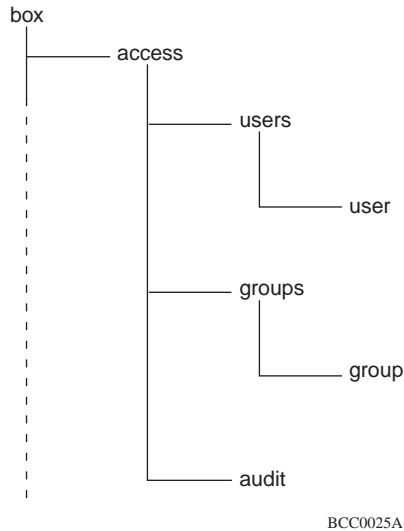 box
access
users
user
groups
group
audit
BCC0025A